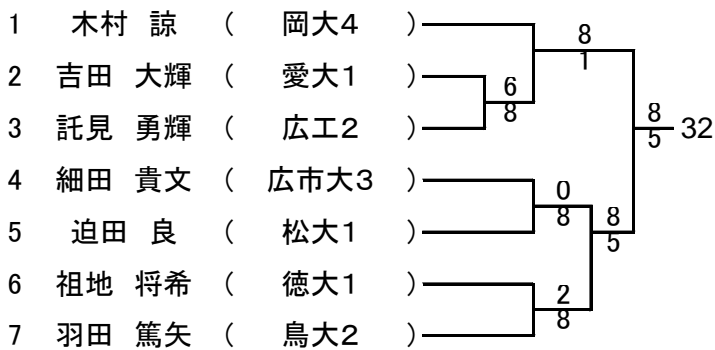 1 木村 諒 ( 岡大4 )
8
1
2 吉田 大輝 ( 愛大1 )
6
8
3 託見 勇輝 ( 広工2 )
8
5
32
4 細田 貴文 ( 広市大3 )
0
8
5 迫田 良 ( 松大1 )
8
5
6 祖地 将希 ( 徳大1 )
2
8
7 羽田 篤矢 ( 鳥大2 )